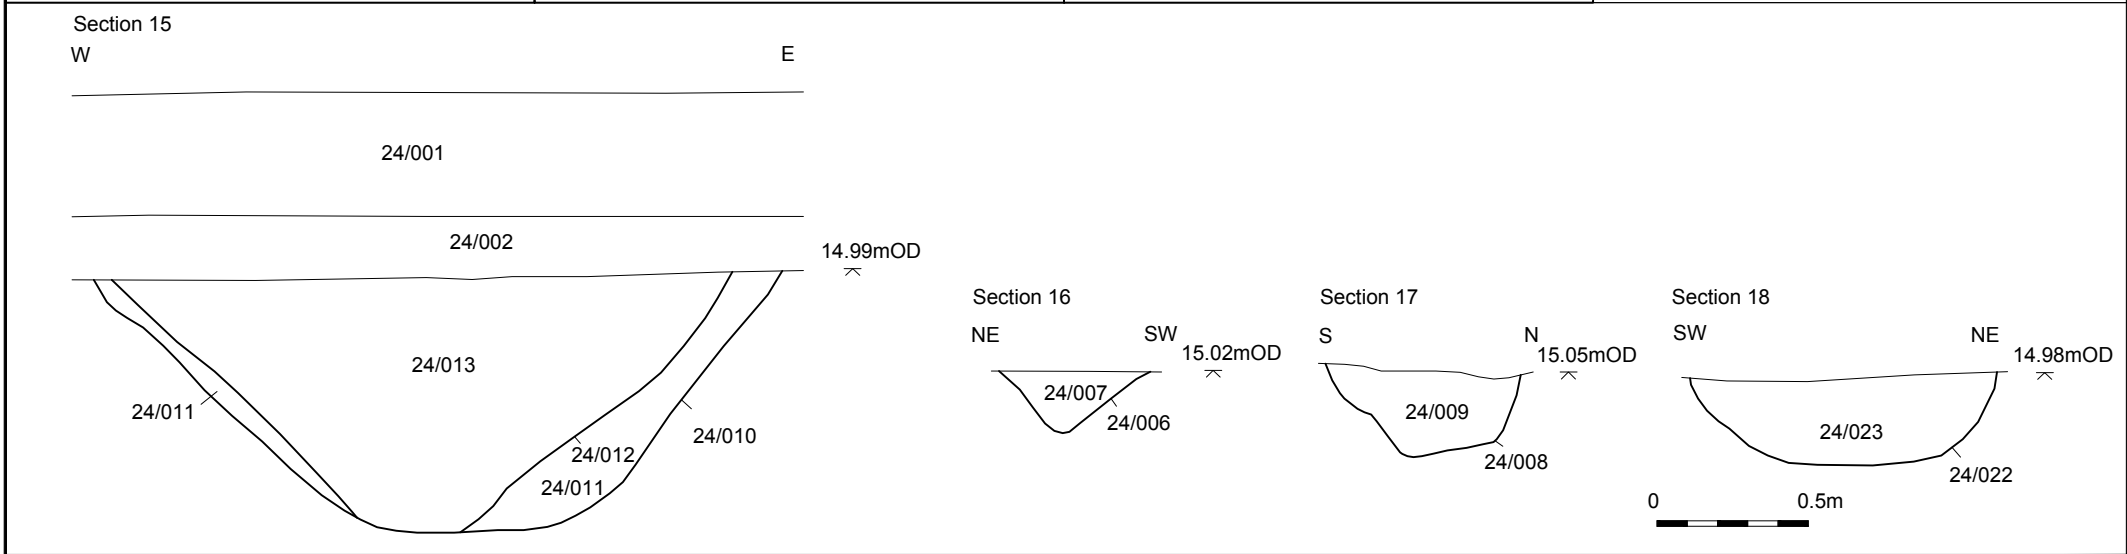 Section 15
W E
24/001
24/002
14.99mOD
24/013
24/011
24/010
24/012
24/011
Section 16
NE SW
15.02mOD
24/007
24/006
Section 17
S N
15.05mOD
24/009
24/008
Section 18
SW NE
14.98mOD
24/023
24/022
0 0.5m